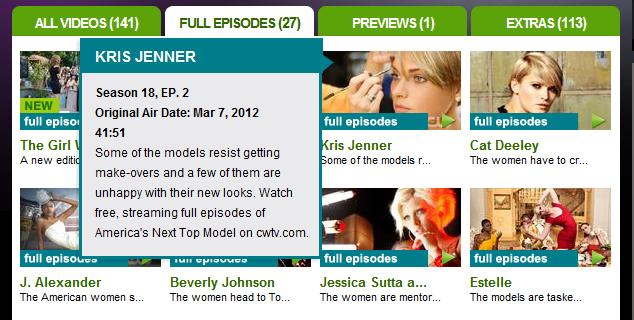 ALL VIDEOS (141)
FULL EPISODES (27)
PREVIEWS (1)
EXTRAS (113)
KRIS JENNER
Season 18, EP. 2
Original Air Date: Mar 7, 2012
41:51
Some of the models resist getting
make-overs and a few of them are
unhappy with their new looks. Watch
free, streaming full episodes of
America's Next Top Model on cwtv.com.
NEW
full episo
The Girl
A new editi
full episodes
Kris Jenner
Some of the models r...
full episodes
Cat Deeley
The women have to cr...
full episodes
J. Alexander
The American women s...
full episodes
Beverly Johnson
The women head to To...
full episodes
Jessica Sutta a...
The women are mentor...
full episodes
Estelle
The models are taske...